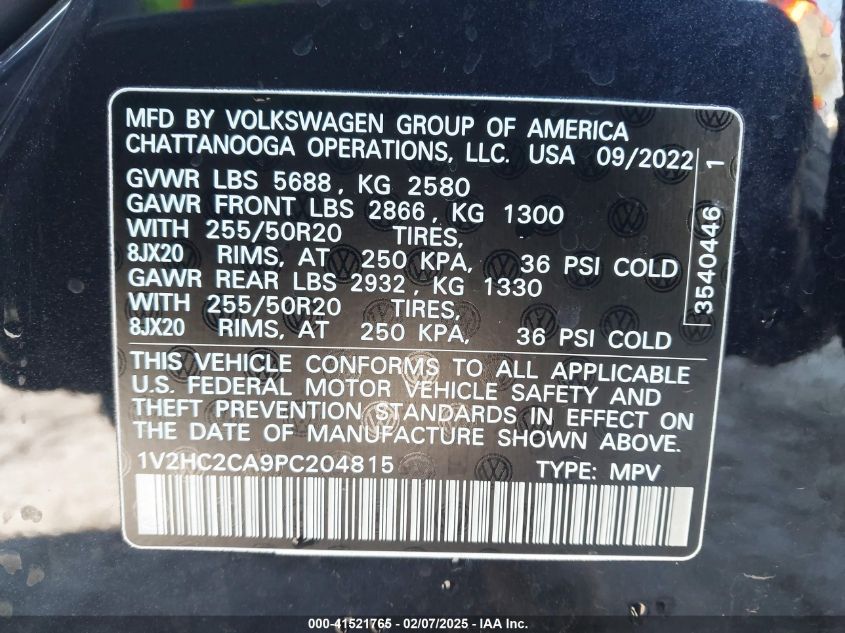 MFD BY VOLKSWAGEN GROUP OF AMERICA
CHATTANOOGA OPERATIONS, LLC. USA 09/2022
GVWR LBS 5688, KG 2580
GAWR FRONT LBS 2866, KG 1300
WITH 255/50R20 TIRES,
8JX20 RIMS, AT 250 KPA, 36 PSI COLD
GAWR REAR LBS 2932, KG 1330
WITH 255/50R20 TIRES,
8JX20 RIMS, AT 250 KPA, 36 PSI COLD
3540446 1
THIS VEHICLE CONFORMS TO ALL APPLICABLE
U.S. FEDERAL MOTOR VEHICLE SAFETY AND
THEFT PREVENTION STANDARDS IN EFFECT ON
THE DATE OF MANUFACTURE SHOWN ABOVE.
1V2HC2CA9PC204815 TYPE: MPV
000-41521765 - 02/07/2025 - IAA Inc.